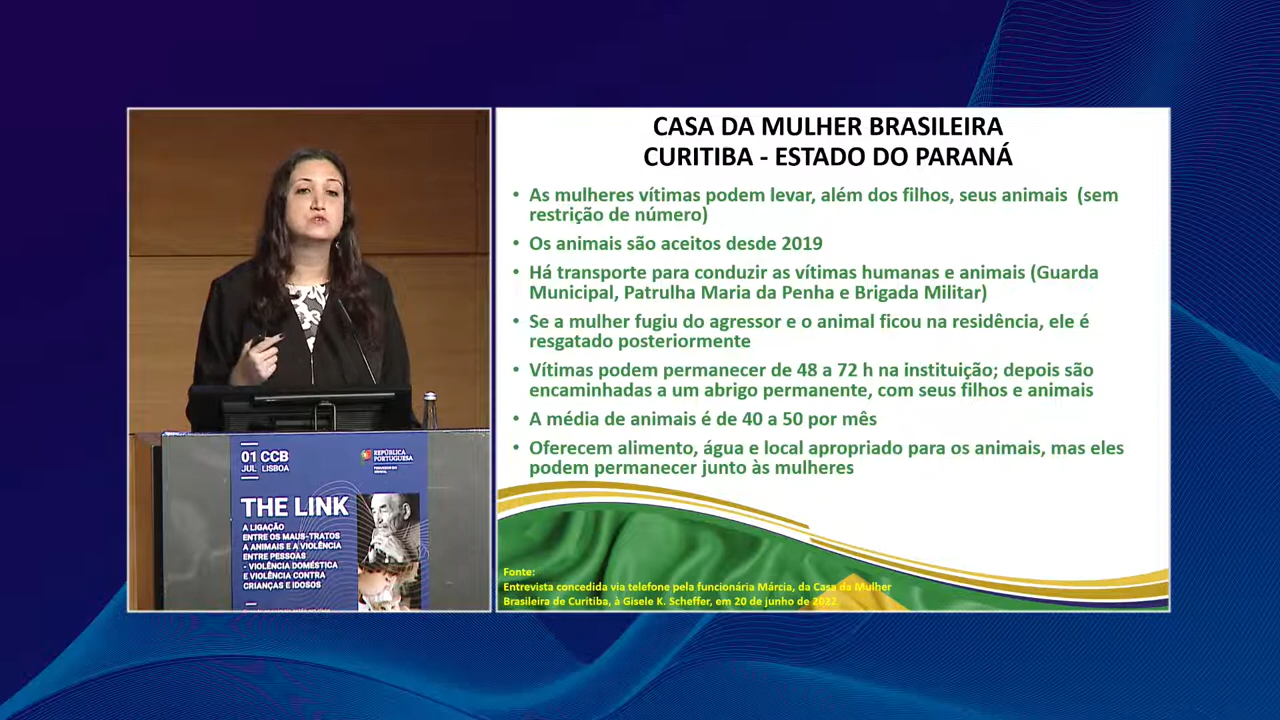 CASA DA MULHER BRASILEIRA
CURITIBA - ESTADO DO PARANÁ
• As mulheres vítimas podem levar, além dos filhos, seus animais (sem
restrição de número)
• Os animais são aceitos desde 2019
• Há transporte para conduzir as vítimas humanas e animais (Guarda
Municipal, Patrulha Maria da Penha e Brigada Militar)
• Se a mulher fugiu do agressor e o animal ficou na residência, ele é
resgatado posteriormente
• Vítimas podem permanecer de 48 a 72 h na instituição; depois são
encaminhadas a um abrigo permanente, com seus filhos e animais
• A média de animais é de 40 a 50 por mês
• Oferecem alimento, água e local apropriado para os animais, mas eles
podem permanecer junto às mulheres
Fonte:
Entrevista concedida via telefone pela funcionária Márcia, da Casa da Mulher
Brasileira de Curitiba, à Gisele K. Scheffer, em 20 de junho de 2022.
01 CCB
JUL LISBOA
REPÚBLICA
PORTUGUESA
THE LINK
A LIGAÇÃO
ENTRE OS MAUS-TRATOS
A ANIMAIS E A VIOLÊNCIA
ENTRE PESSOAS
- VIOLÊNCIA DOMÉSTICA
E VIOLÊNCIA CONTRA
CRIANÇAS E IDOSOS